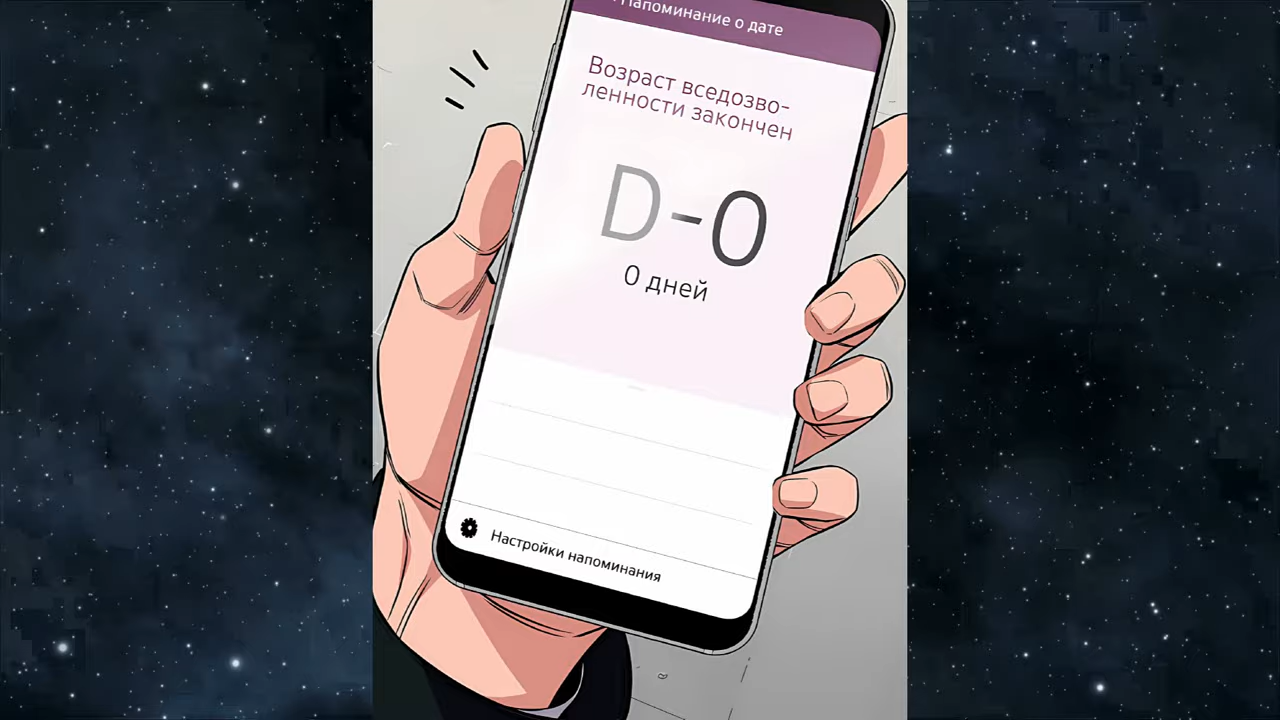 Напоминание о дате
Возраст вседозво-
ленности закончен
D-0
0 дней
Настройки напоминания